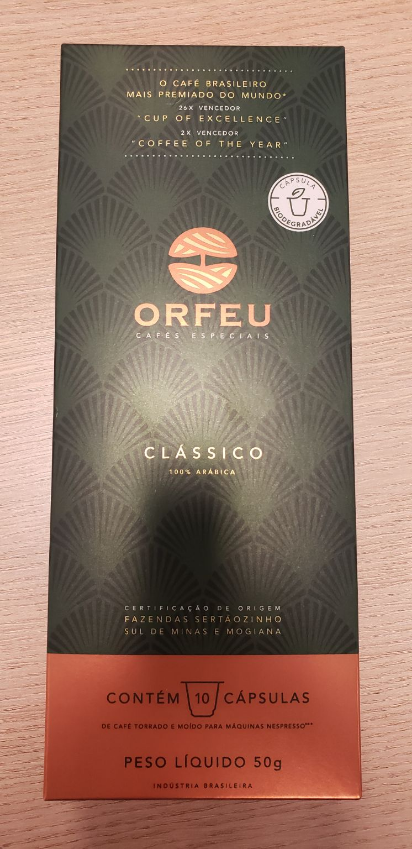 O CAFÉ BRASILEIRO
MAIS PREMIADO DO MUNDO*
26X VENCEDOR
"CUP OF EXCELLENCE"
2X VENCEDOR
"COFFEE OF THE YEAR"
CÁPSULA
BIODEGRADÁVEL
ORFEU
CAFÉS ESPECIAIS
CLÁSSICO
100% ARÁBICA
CERTIFICAÇÃO DE ORIGEM
FAZENDAS SERTÃOZINHO
SUL DE MINAS E MOGIANA
CONTÉM 10 CÁPSULAS
DE CAFÉ TORRADO E MOÍDO PARA MÁQUINAS NESPRESSO***
PESO LÍQUIDO 50g
INDÚSTRIA BRASILEIRA